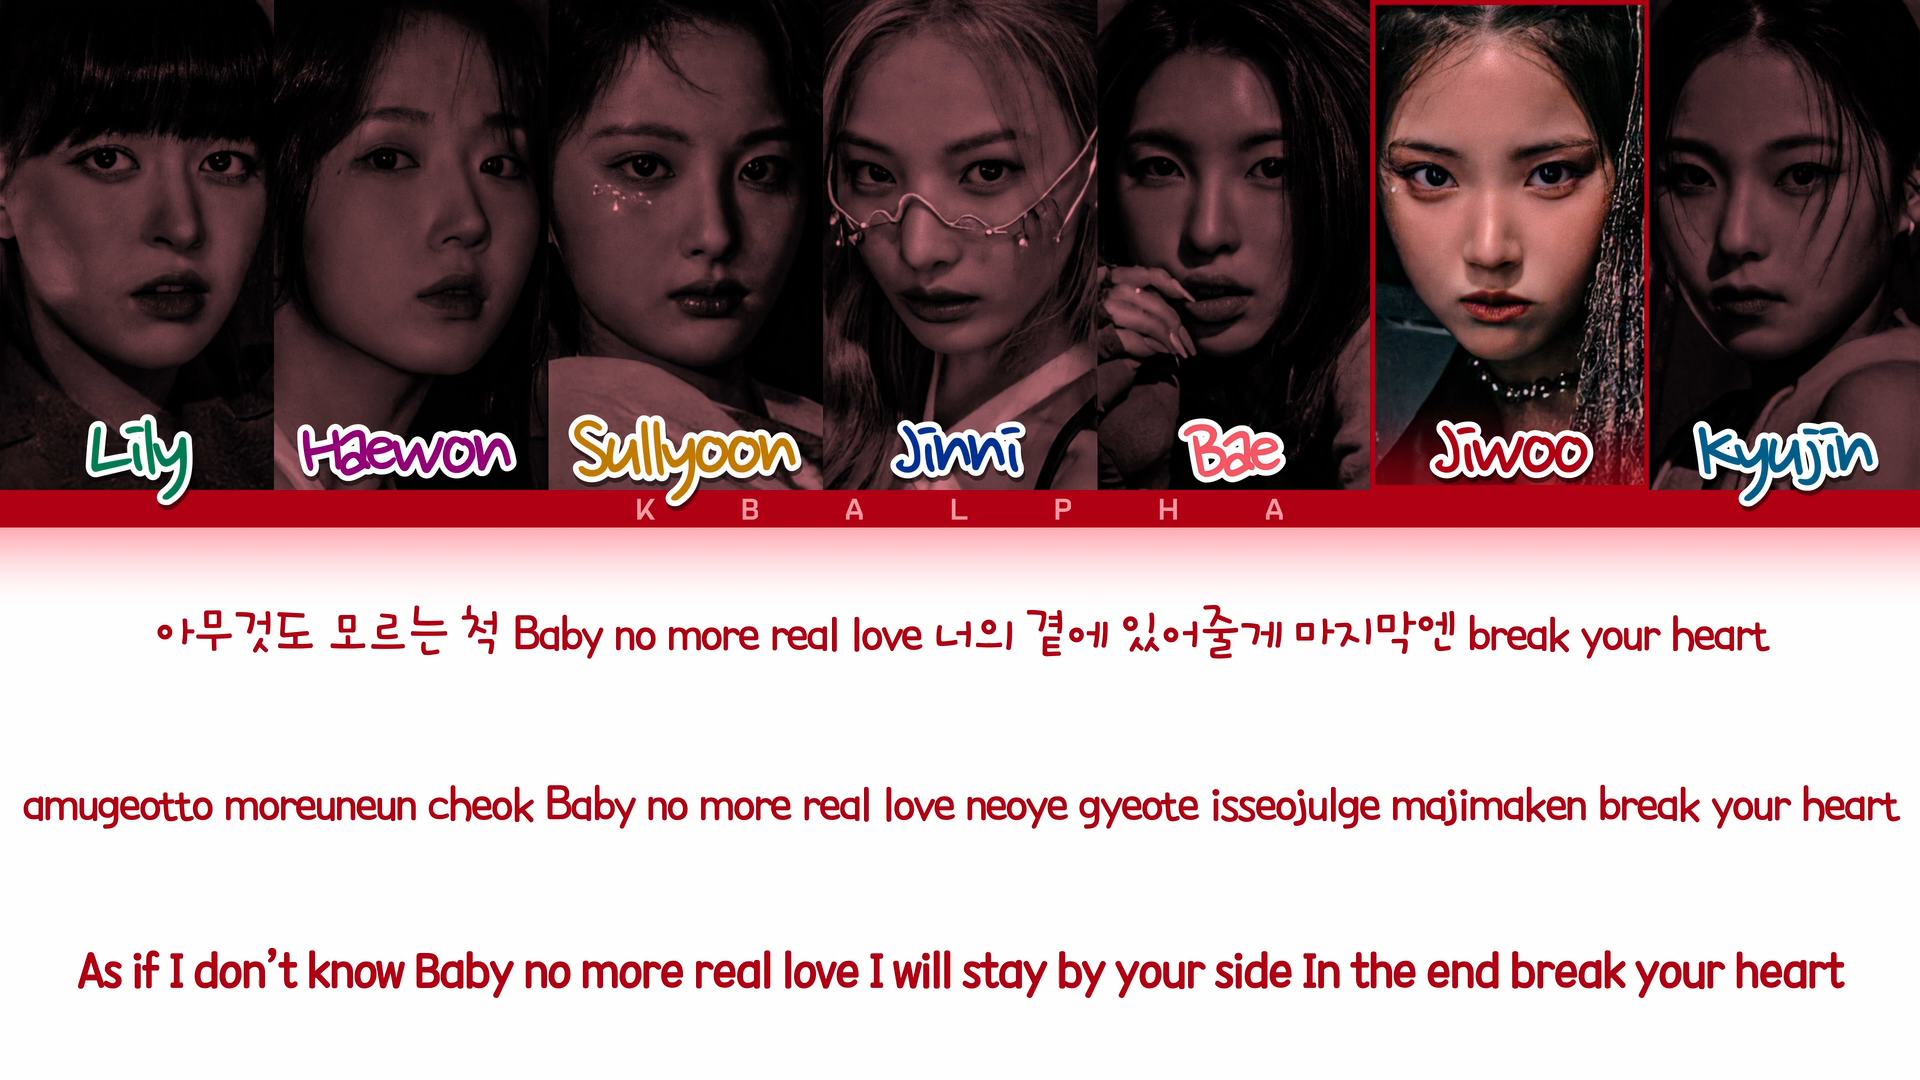 Lily Haewon Sullyoon Jinni Bae Jiwoo Kyujin
K B A L P H A
아무것도 모르는 척 Baby no more real love 너의 곁에 있어줄게 마지막엔 break your heart
amugeotto moreuneun cheok Baby no more real love neoye gyeote isseojulge majimaken break your heart
As if I don’t know Baby no more real love I will stay by your side In the end break your heart